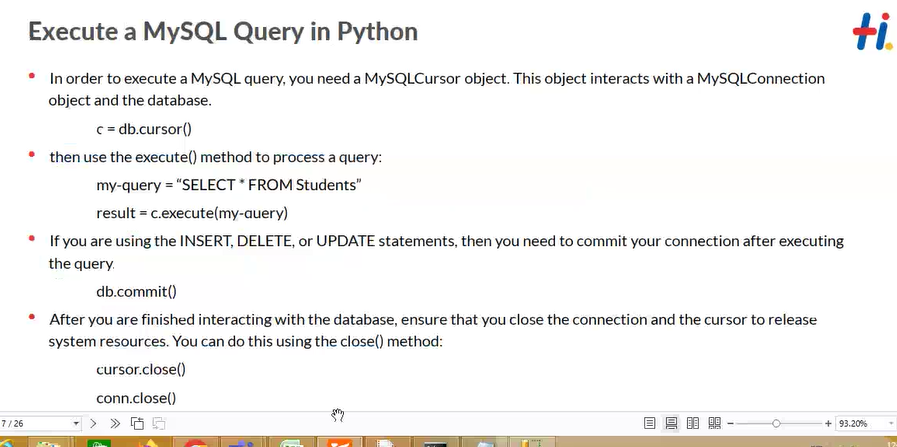 Execute a MySQL Query in Python
Hi
• In order to execute a MySQL query, you need a MySQLCursor object. This object interacts with a MySQLConnection
object and the database.
c = db.cursor()
• then use the execute() method to process a query:
my-query = “SELECT * FROM Students”
result = c.execute(my-query)
• If you are using the INSERT, DELETE, or UPDATE statements, then you need to commit your connection after executing
the query.
db.commit()
• After you are finished interacting with the database, ensure that you close the connection and the cursor to release
system resources. You can do this using the close() method:
cursor.close()
conn.close()
7 / 26
93.20%